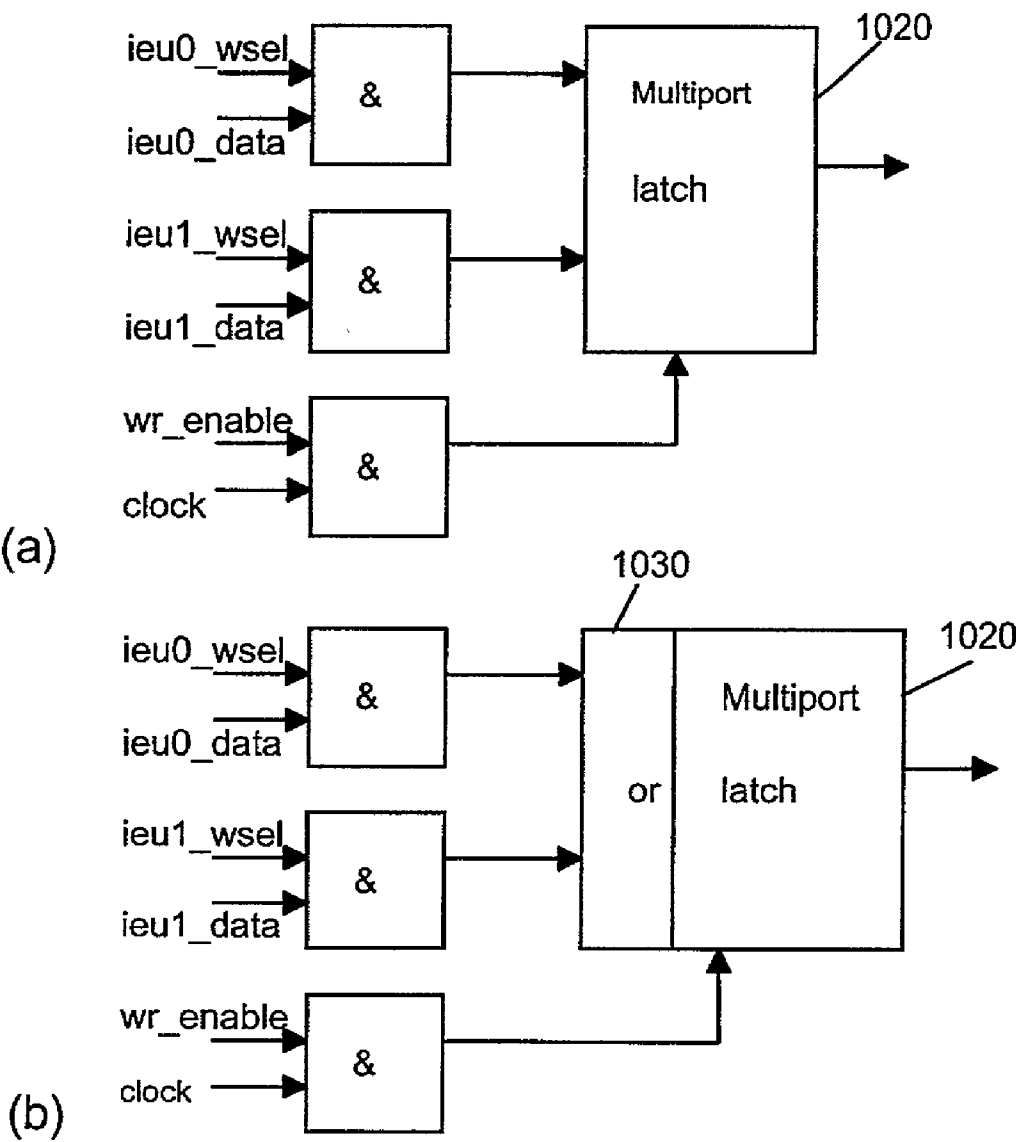 1020
ieu0_wsel
&
Multiport
ieu0_data
latch
ieu1_wsel
&
ieu1_data
wr_enable
&
clock
(a)
1030
1020
ieu0_wsel
&
Multiport
ieu0_data
or
latch
ieu1_wsel
&
ieu1_data
wr_enable
&
clock
(b)